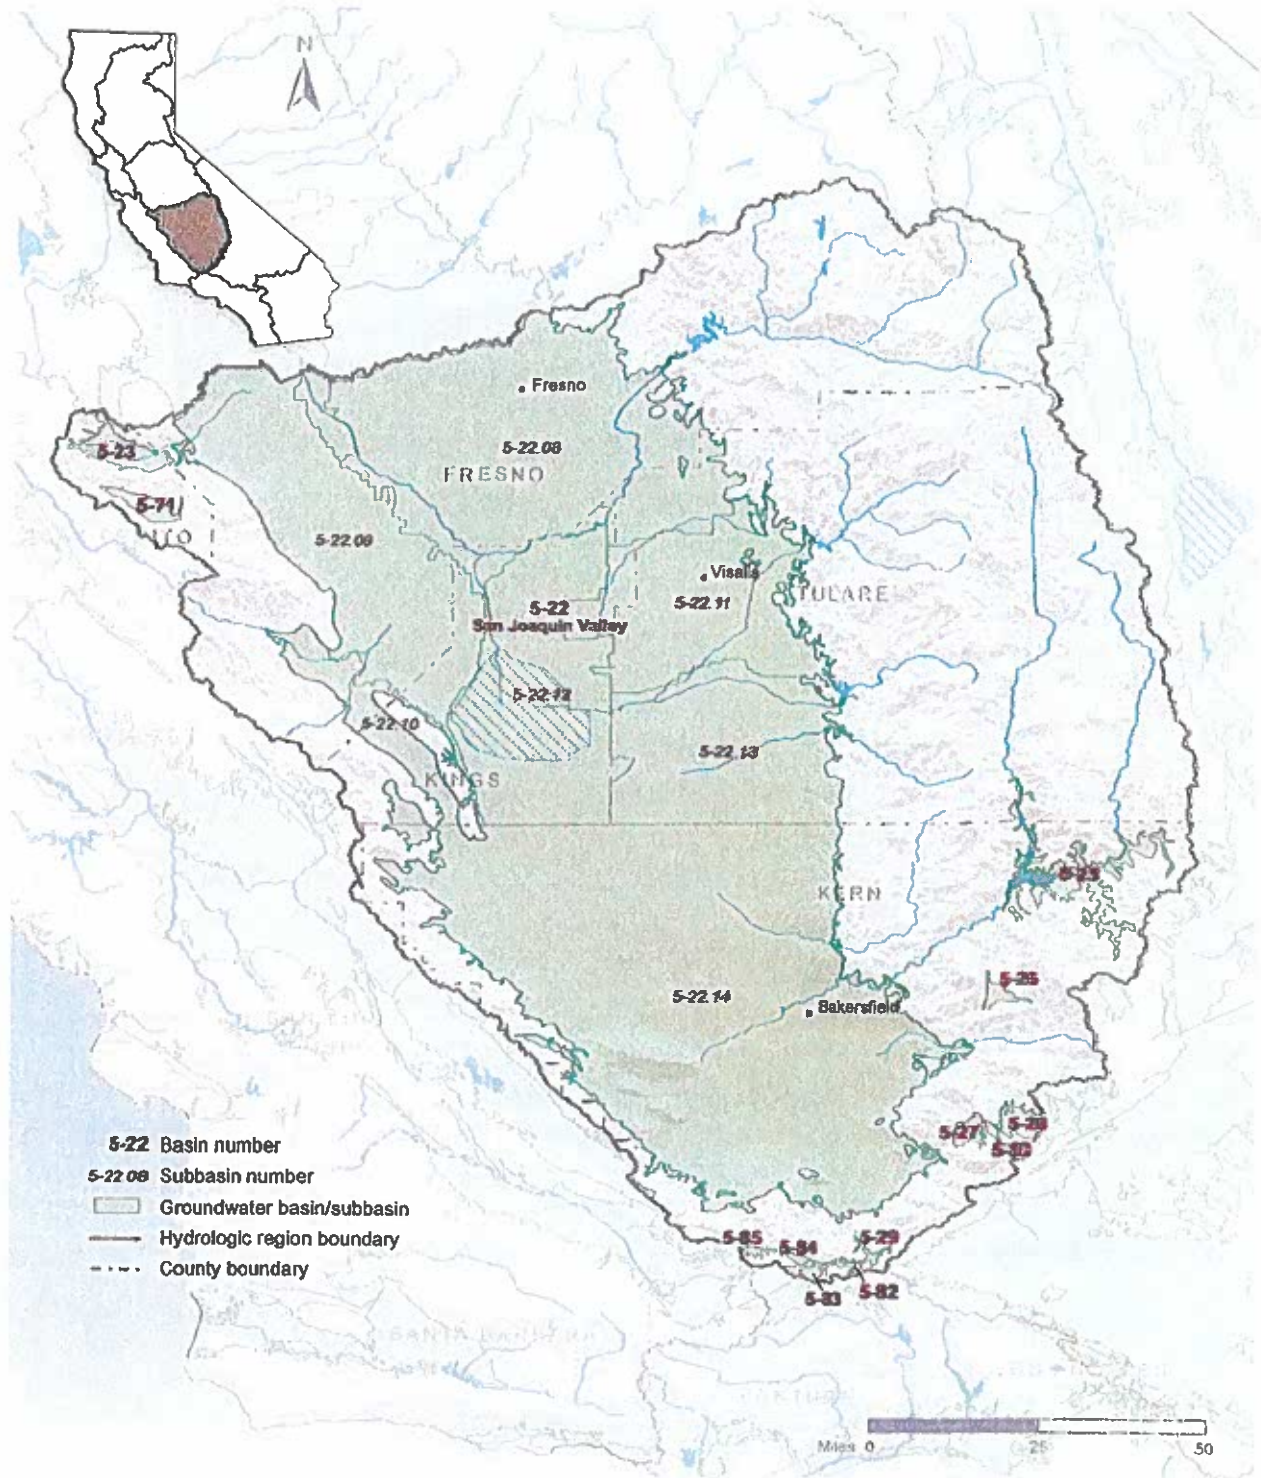 N
Fresno
5-22.08
FRESNO
5-23
5-71
5-22.09
Visalia
5-22.11
TULARE
5-22
San Joaquin Valley
5-22.12
5-22.10
5-22.13
KINGS
KERN
5-25
5-26
5-22.14
Bakersfield
5-28
5-27
5-80
5-85
5-84
5-29
5-83
5-82
5-22 Basin number
5-22.08 Subbasin number
Groundwater basin/subbasin
Hydrologic region boundary
County boundary
SANTA BARBARA
Miles 0 25 50